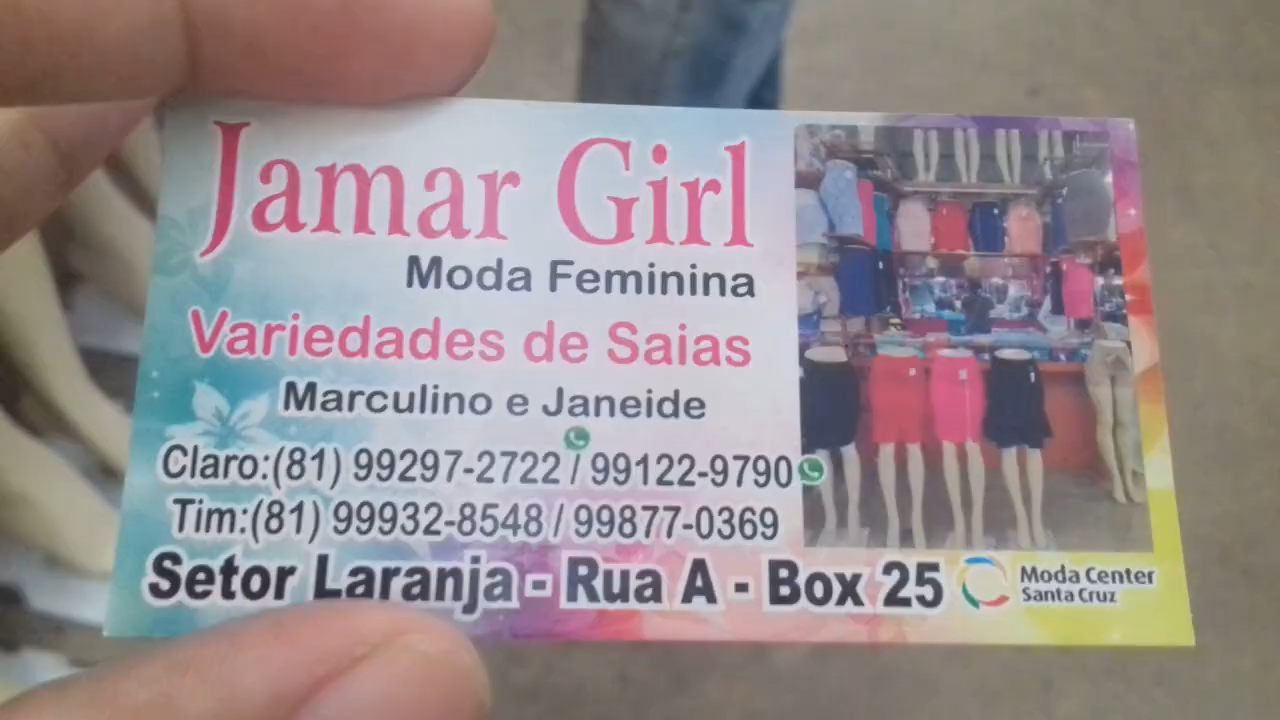 Jamar Girl
Moda Feminina
Variedades de Saias
Marculino e Janeide
Claro:(81) 99297-2722 / 99122-9790
Tim:(81) 99932-8548 / 99877-0369
Setor Laranja - Rua A - Box 25
Moda Center
Santa Cruz